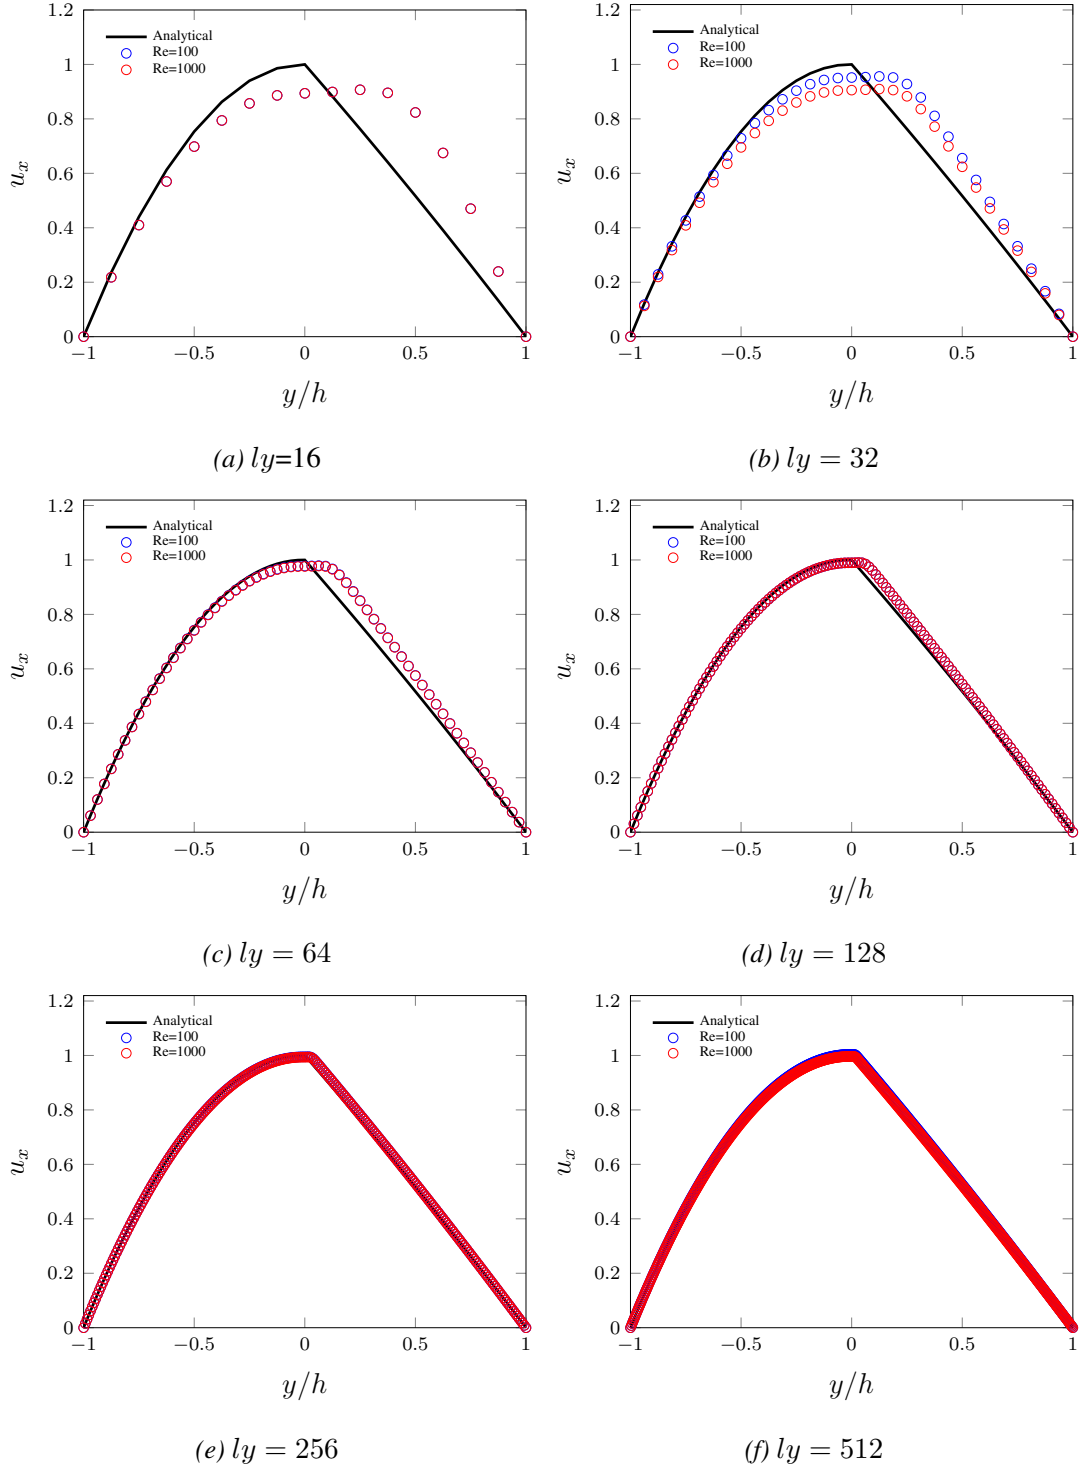 1.2
1
0.8
0.6
0.4
0.2
0
−1
−0.5
0
0.5
1
u_x
y/h
Analytical
Re=100
Re=1000
(a) ly=16
1.2
1
0.8
0.6
0.4
0.2
0
−1
−0.5
0
0.5
1
u_x
y/h
Analytical
Re=100
Re=1000
(b) ly = 32
1.2
1
0.8
0.6
0.4
0.2
0
−1
−0.5
0
0.5
1
u_x
y/h
Analytical
Re=100
Re=1000
(c) ly = 64
1.2
1
0.8
0.6
0.4
0.2
0
−1
−0.5
0
0.5
1
u_x
y/h
Analytical
Re=100
Re=1000
(d) ly = 128
1.2
1
0.8
0.6
0.4
0.2
0
−1
−0.5
0
0.5
1
u_x
y/h
Analytical
Re=100
Re=1000
(e) ly = 256
1.2
1
0.8
0.6
0.4
0.2
0
−1
−0.5
0
0.5
1
u_x
y/h
Analytical
Re=100
Re=1000
(f) ly = 512